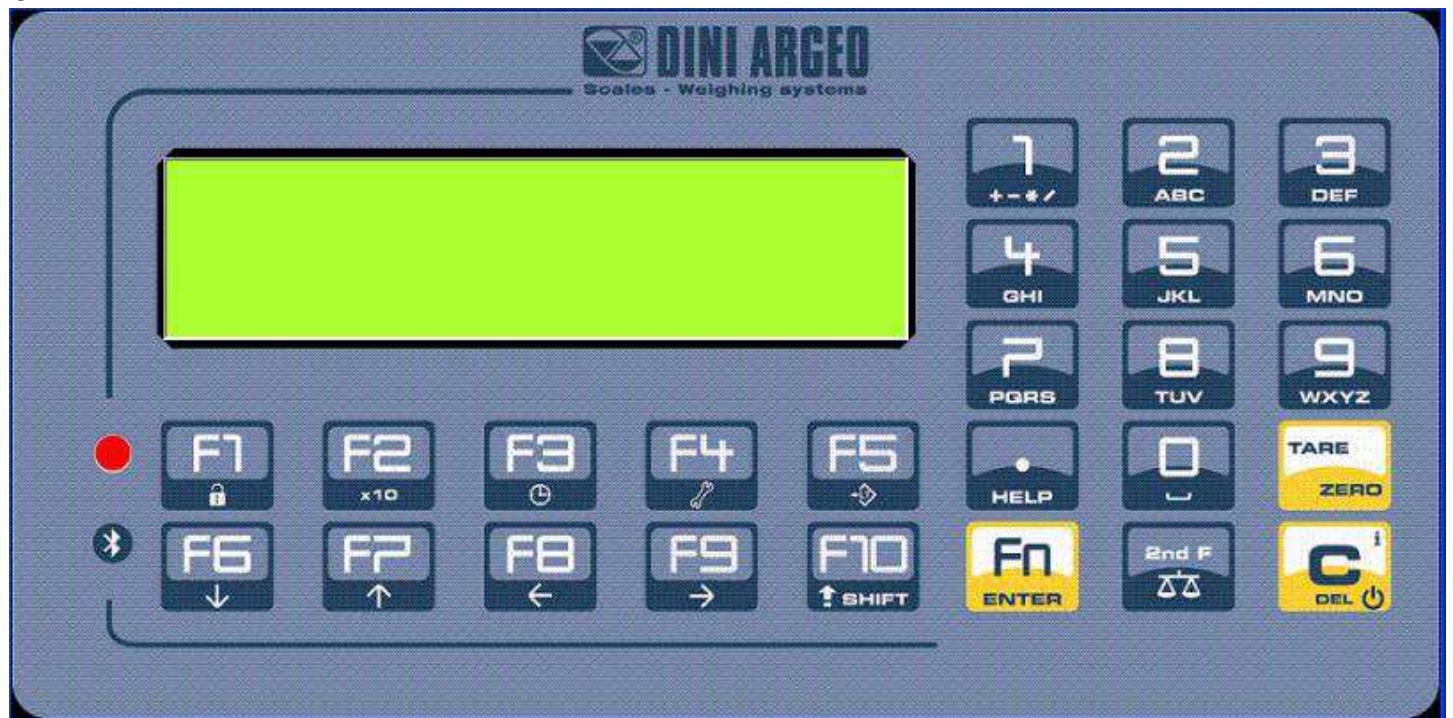 DINI ARGEO
Scales - Weighing systems
1 2 3
+-*/ ABC DEF
4 5 6
GHI JKL MNO
7 8 9
PQRS TUV WXYZ
F1 F2 F3 F4 F5 . 0 TARE
x10 HELP ZERO
F6 F7 F8 F9 F10 Fn 2nd F C i
SHIFT ENTER DEL